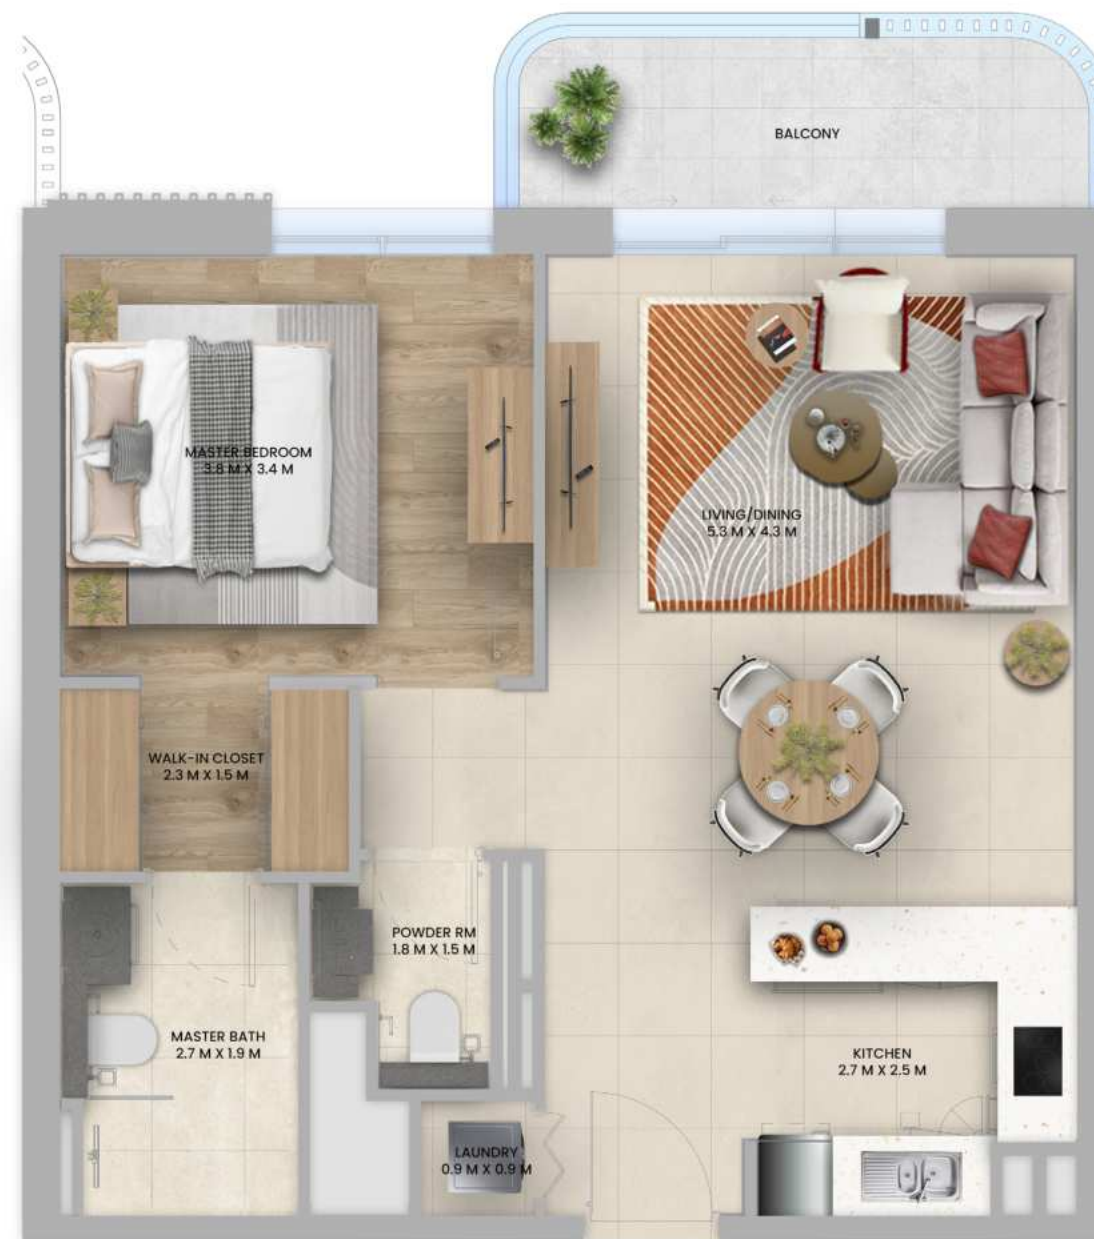 BALCONY
MASTER BEDROOM
3.8 M X 3.4 M
LIVING/DINING
5.3 M X 4.3 M
WALK-IN CLOSET
2.3 M X 1.5 M
POWDER RM
1.8 M X 1.5 M
MASTER BATH
2.7 M X 1.9 M
KITCHEN
2.7 M X 2.5 M
LAUNDRY
0.9 M X 0.9 M